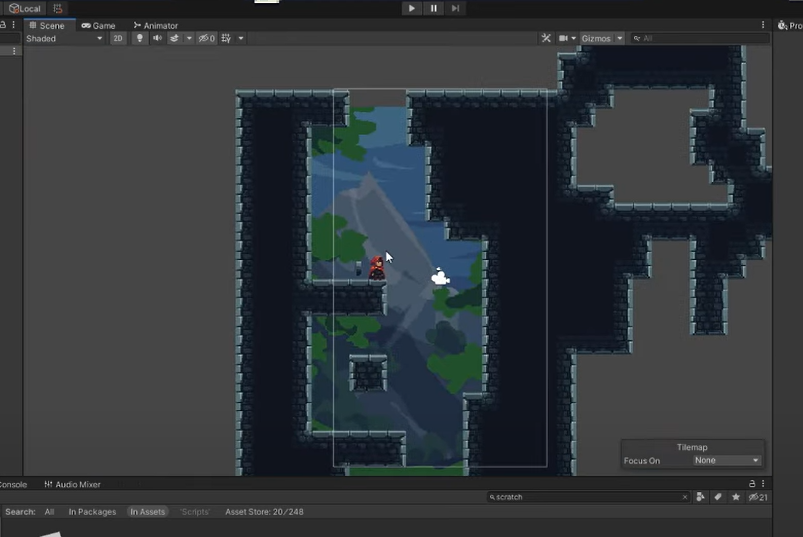 Local
Scene Game Animator
Shaded 2D 0 Gizmos All
Pro
Tilemap
Focus On None
Console Audio Mixer
scratch 21
Search: All In Packages In Assets 'Scripts' Asset Store: 20/248